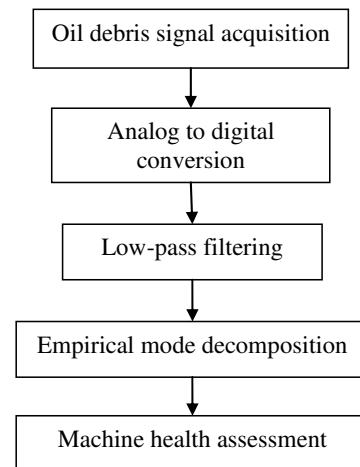 Oil debris signal acquisition
Analog to digital
conversion
Low-pass filtering
Empirical mode decomposition
Machine health assessment